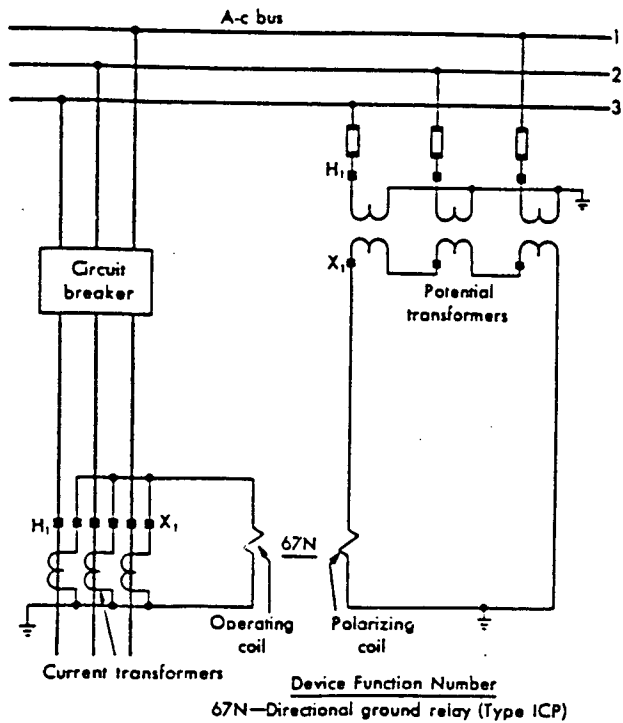 A-c bus
1
2
3
H1
Circuit
breaker
X1
Potential
transformers
H1
X1
67N
Operating
coil
Polarizing
coil
Current transformers
Device Function Number
67N—Directional ground relay (Type ICP)